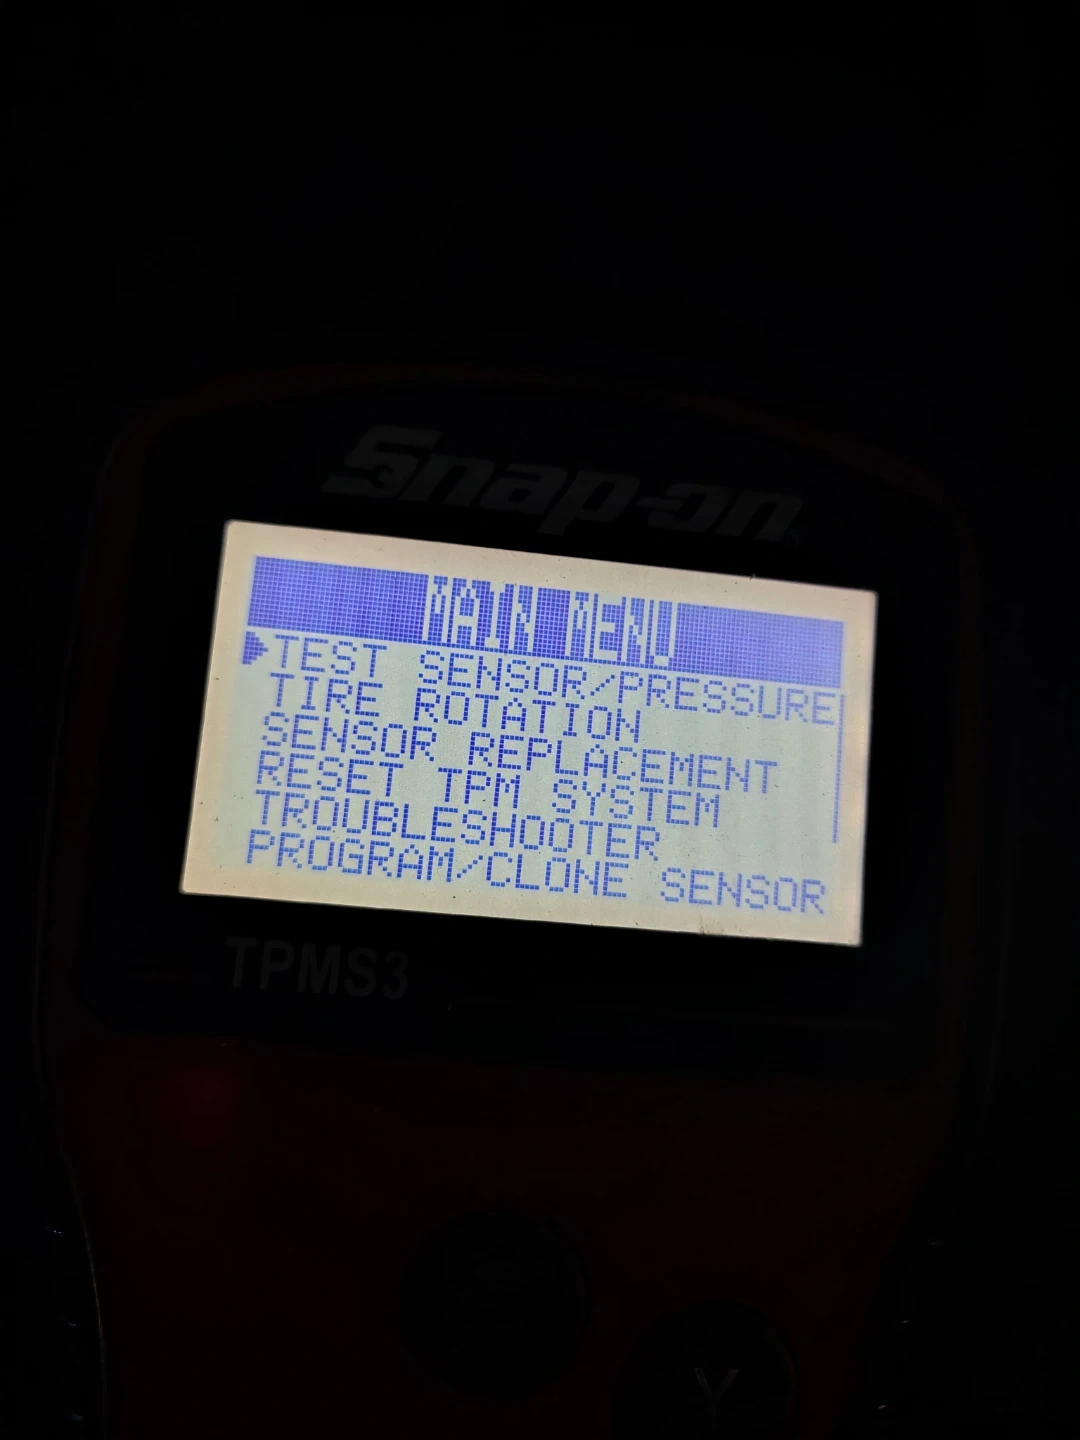 Snap-on
MAIN MENU
TEST SENSOR/PRESSURE
TIRE ROTATION
SENSOR REPLACEMENT
RESET TPM SYSTEM
TROUBLESHOOTER
PROGRAM/CLONE SENSOR
TPMS3
Y